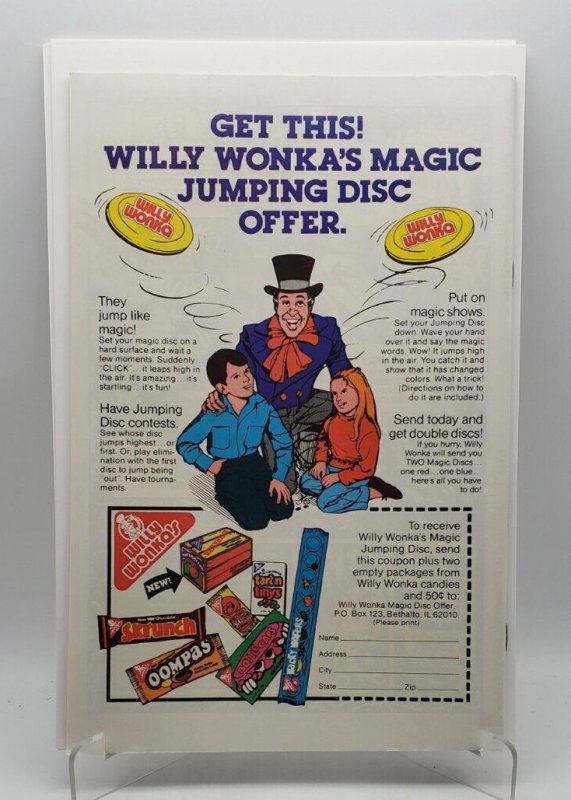 GET THIS!
WILLY WONKA'S MAGIC
JUMPING DISC
OFFER.
WILLY
WONKA
WILLY
WONKA
They
jump like
magic!
Set your magic disc on a
hard surface and wait a
few moments. Suddenly...
"CLICK"...it leaps high in
the air. It's amazing...it's
startling...it's fun!
Have Jumping
Disc contests.
See whose disc
jumps highest...or
first. Or, play elimi-
nation with the first
disc to jump being
"out". Have tourna-
ments.
Put on
magic shows.
Set your Jumping Disc
down. Wave your hand
over it and say the magic
words. Wow! It jumps high
in the air. You catch it and
show that it has changed
colors. What a trick!
(Directions on how to
do it are included.)
Send today and
get double discs!
If you hurry, Willy
Wonka will send you
TWO Magic Discs...
one red...one blue...
here's all you have
to do!
WILLY
WONKA'S
NEW!
tart n
tinys
Skrunch
OOMPAS
WACKY WAFERS
To receive
Willy Wonka's Magic
Jumping Disc, send
this coupon plus two
empty packages from
Willy Wonka candies
and 50¢ to:
Willy Wonka Magic Disc Offer,
P.O. Box 123, Bethalto, IL 62010.
(Please print)
Name
Address
City
State Zip